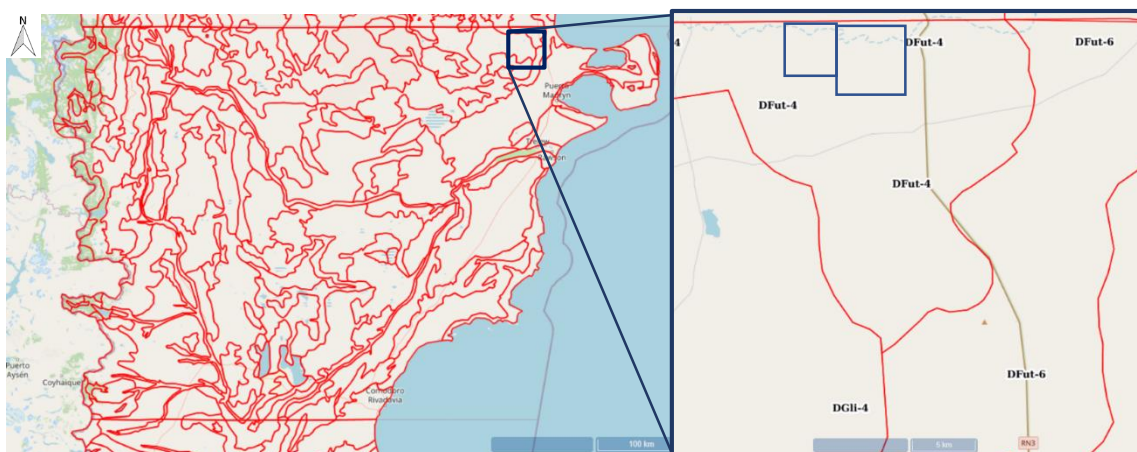 N
Puerto
Madryn
Trelew
Rawson
Puerto
Aysén
Coyhaique
Comodoro
Rivadavia
100 km
4
DFut-4
DFut-6
DFut-4
DFut-4
DFut-6
DGli-4
RN3
5 km